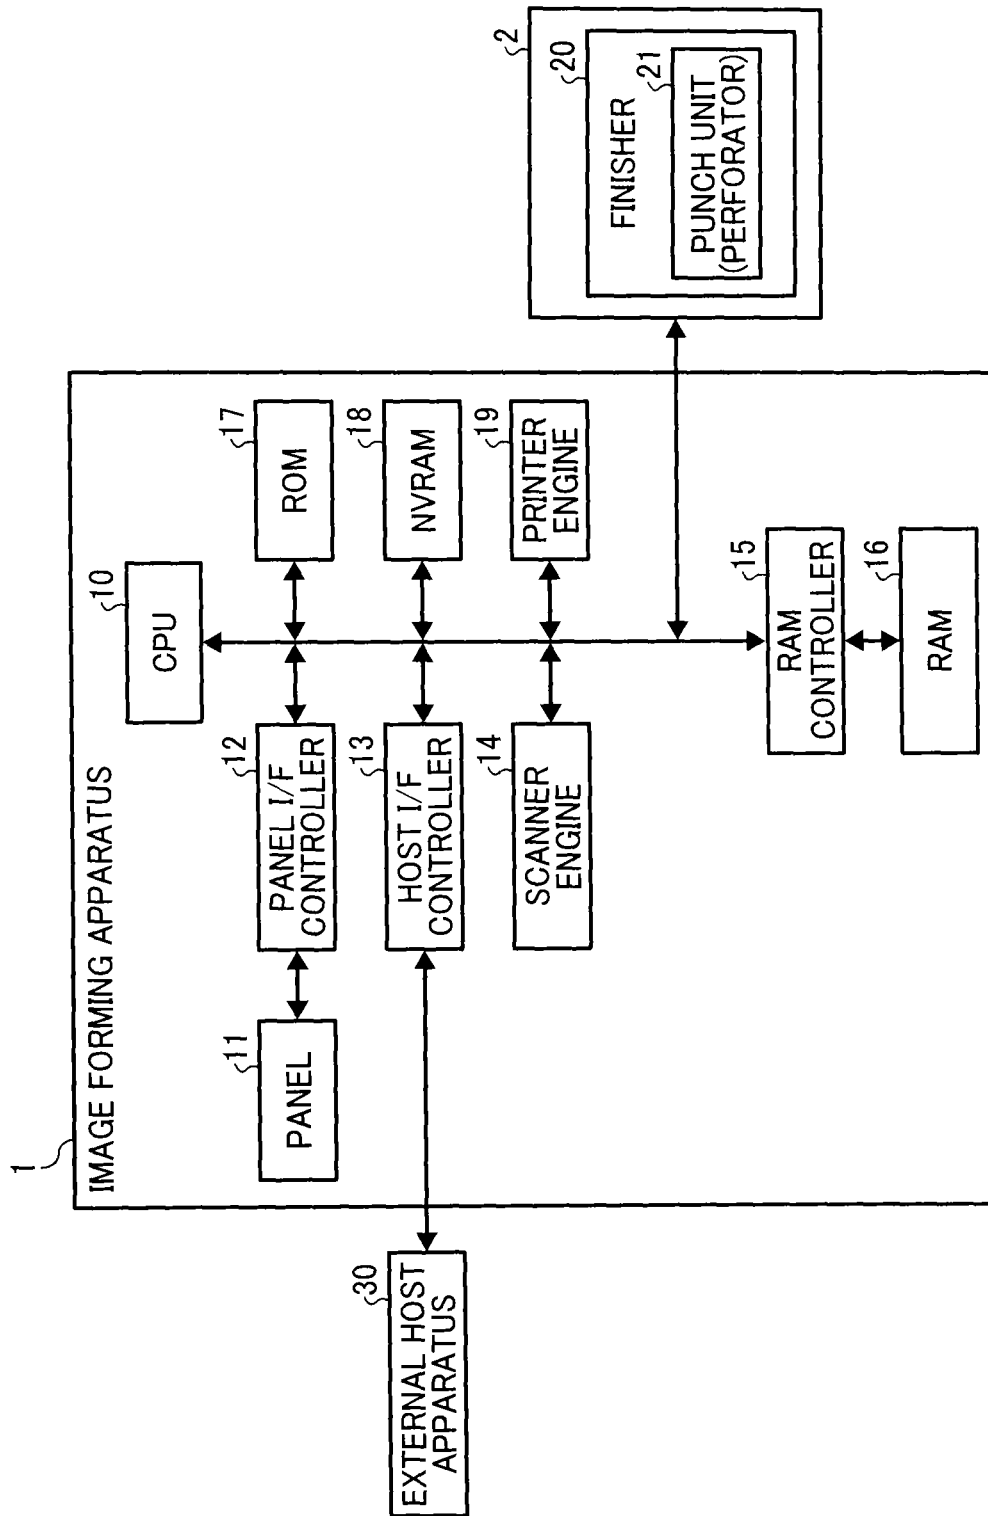 1
IMAGE FORMING APPARATUS
10
CPU
11
PANEL
12
PANEL I/F
CONTROLLER
17
ROM
30
EXTERNAL HOST
APPARATUS
13
HOST I/F
CONTROLLER
18
NVRAM
14
SCANNER
ENGINE
19
PRINTER
ENGINE
2
20
FINISHER
21
PUNCH UNIT
(PERFORATOR)
15
RAM
CONTROLLER
16
RAM